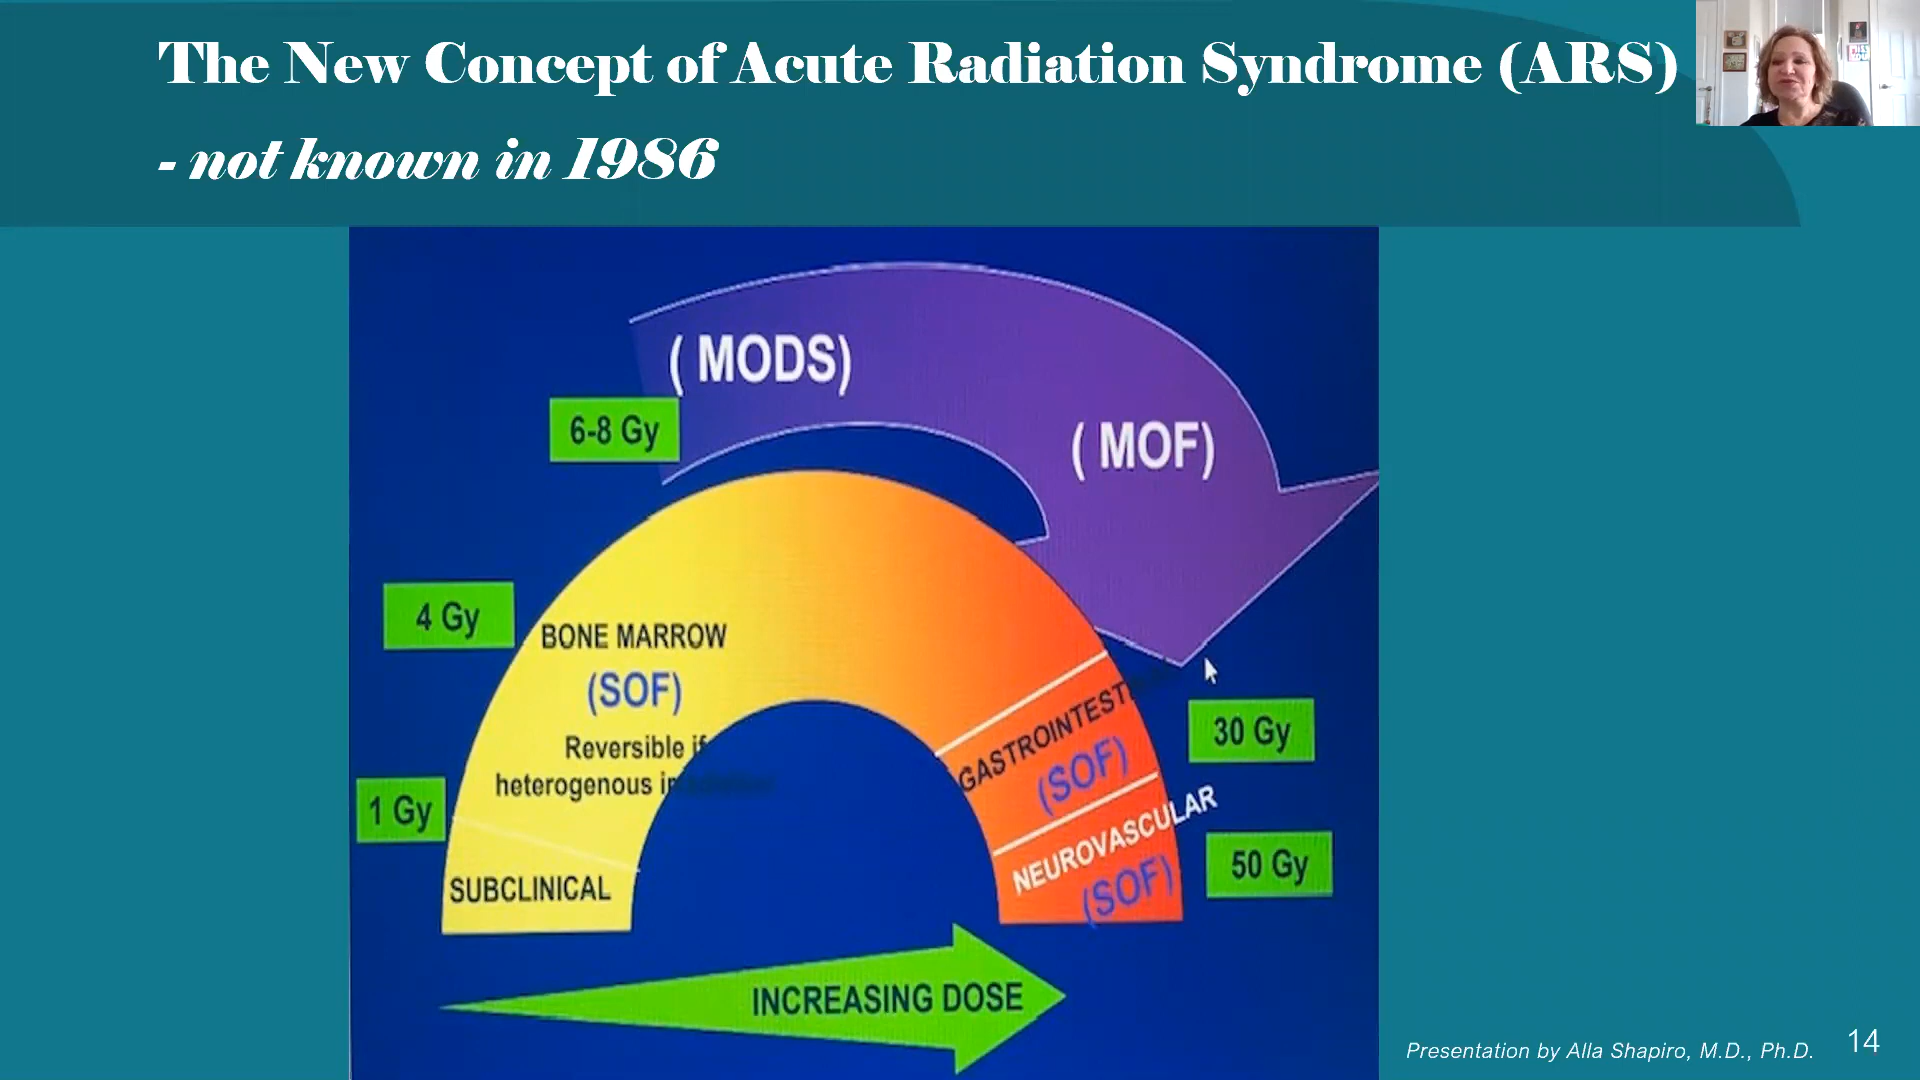 The New Concept of Acute Radiation Syndrome (ARS)
- not known in 1986
( MODS)
( MOF)
6-8 Gy
4 Gy
BONE MARROW
(SOF)
Reversible if
heterogenous
1 Gy
SUBCLINICAL
(SOF)
30 Gy
NEUROVASCULAR
(SOF)
50 Gy
INCREASING DOSE
Presentation by Alla Shapiro, M.D., Ph.D.
14